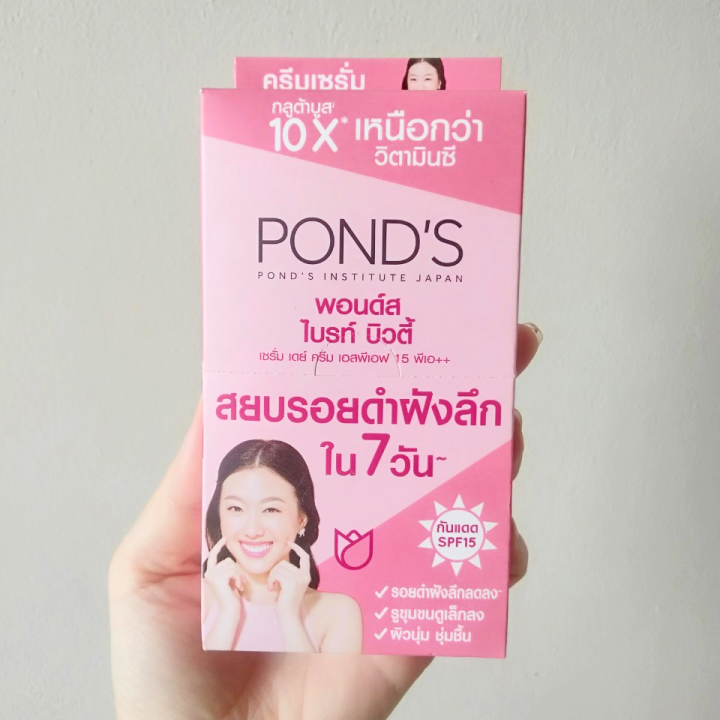 ครีมเซรั่ม
กลูต้าบูส
10X* เหนือกว่า
วิตามินซี
POND'S
POND'S INSTITUTE JAPAN
พอนด์ส
ไบรท์ บิวตี้
เซรั่ม เดย์ ครีม เอสพีเอฟ 15 พีเอ++
สยบรอยดำฝังลึก
ใน 7 วัน~
กันแดด
SPF15
✓ รอยดำฝังลึกลดลง~
✓ รูขุมขนดูเล็กลง
✓ ผิวนุ่ม ชุ่มชื้น